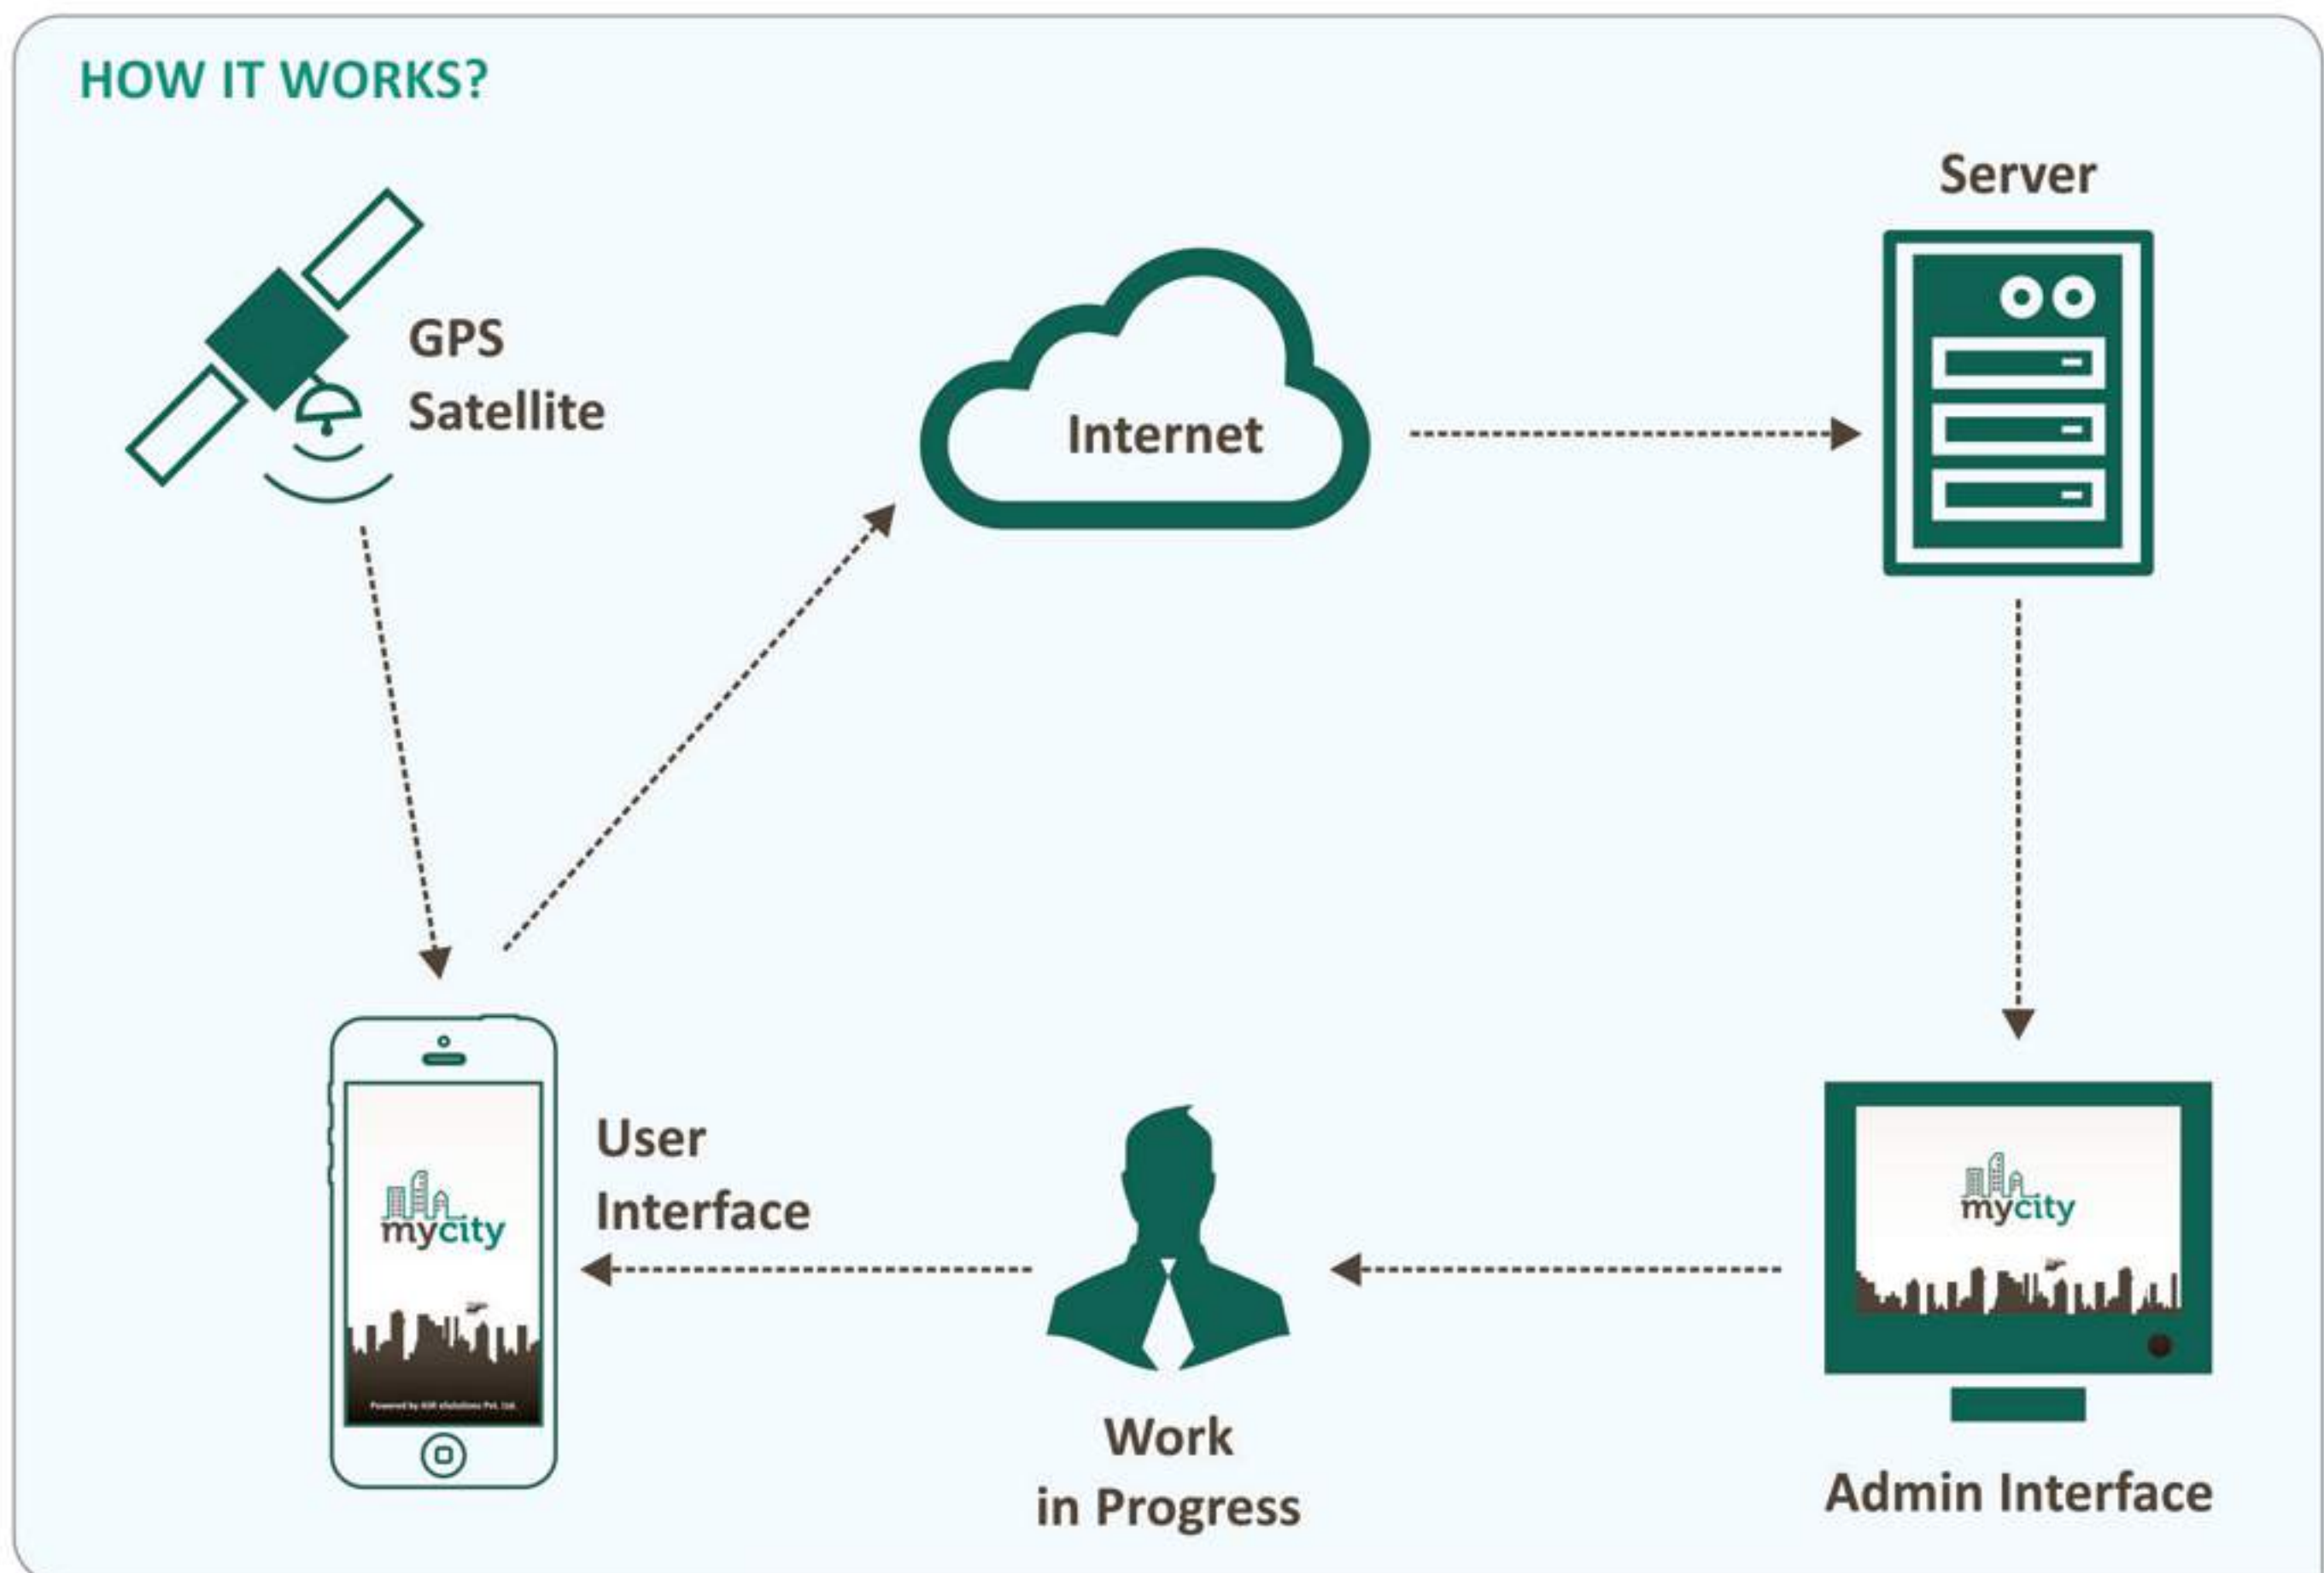 HOW IT WORKS?
Server
GPS
Satellite
Internet
User
Interface
mycity
mycity
Work
in Progress
Admin Interface